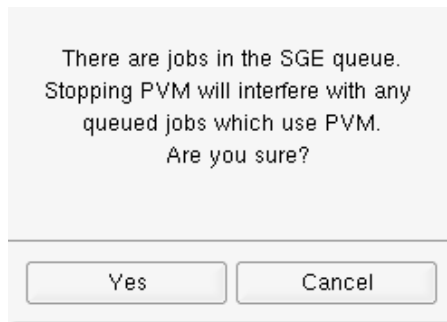 There are jobs in the SGE queue.
Stopping PVM will interfere with any
queued jobs which use PVM.
Are you sure?
Yes
Cancel